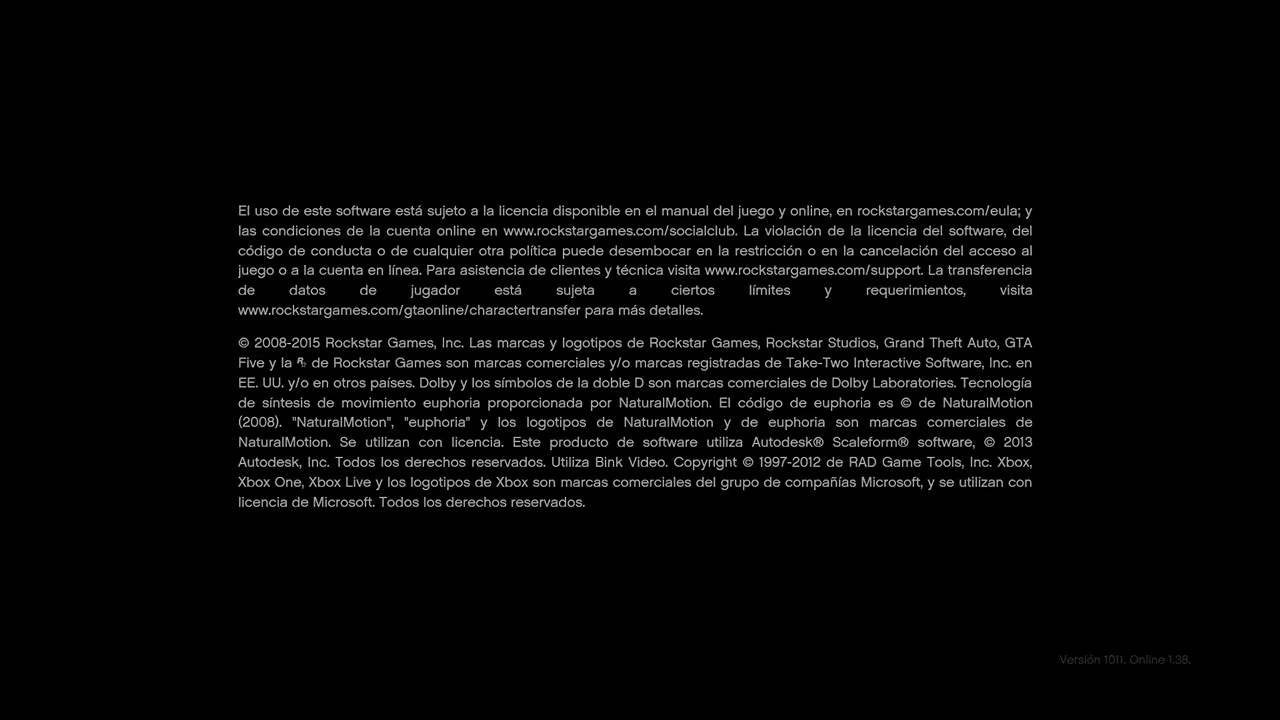 El uso de este software está sujeto a la licencia disponible en el manual del juego y online, en rockstargames.com/eula; y
las condiciones de la cuenta online en www.rockstargames.com/socialclub. La violación de la licencia del software, del
código de conducta o de cualquier otra política puede desembocar en la restricción o en la cancelación del acceso al
juego o a la cuenta en línea. Para asistencia de clientes y técnica visita www.rockstargames.com/support. La transferencia
de datos de jugador está sujeta a ciertos límites y requerimientos, visita
www.rockstargames.com/gtaonline/charactertransfer para más detalles.
© 2008-2015 Rockstar Games, Inc. Las marcas y logotipos de Rockstar Games, Rockstar Studios, Grand Theft Auto, GTA
Five y la R* de Rockstar Games son marcas comerciales y/o marcas registradas de Take-Two Interactive Software, Inc. en
EE. UU. y/o en otros países. Dolby y los símbolos de la doble D son marcas comerciales de Dolby Laboratories. Tecnología
de síntesis de movimiento euphoria proporcionada por NaturalMotion. El código de euphoria es © de NaturalMotion
(2008). "NaturalMotion", "euphoria" y los logotipos de NaturalMotion y de euphoria son marcas comerciales de
NaturalMotion. Se utilizan con licencia. Este producto de software utiliza Autodesk® Scaleform® software, © 2013
Autodesk, Inc. Todos los derechos reservados. Utiliza Bink Video. Copyright © 1997-2012 de RAD Game Tools, Inc. Xbox,
Xbox One, Xbox Live y los logotipos de Xbox son marcas comerciales del grupo de compañías Microsoft, y se utilizan con
licencia de Microsoft. Todos los derechos reservados.
Versión 1011. Online 1.38.